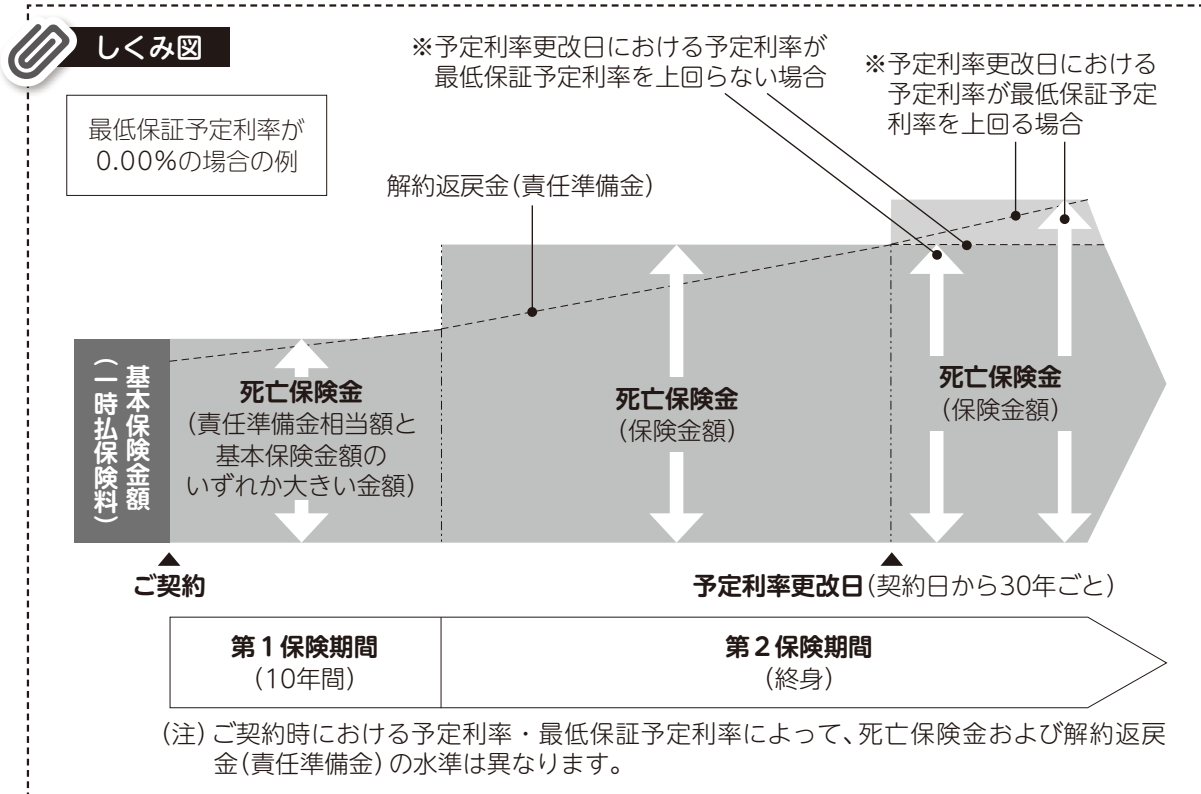 しくみ図
最低保証予定利率が
0.00%の場合の例
※予定利率更改日における予定利率が
最低保証予定利率を上回らない場合
※予定利率更改日における
予定利率が最低保証予定
利率を上回る場合
解約返戻金(責任準備金)
基本保険金額
(一時払保険料)
死亡保険金
(責任準備金相当額と
基本保険金額の
いずれか大きい金額)
死亡保険金
(保険金額)
死亡保険金
(保険金額)
ご契約
予定利率更改日(契約日から30年ごと)
第1保険期間
(10年間)
第2保険期間
(終身)
(注)ご契約時における予定利率・最低保証予定利率によって、死亡保険金および解約返戻
金(責任準備金)の水準は異なります。